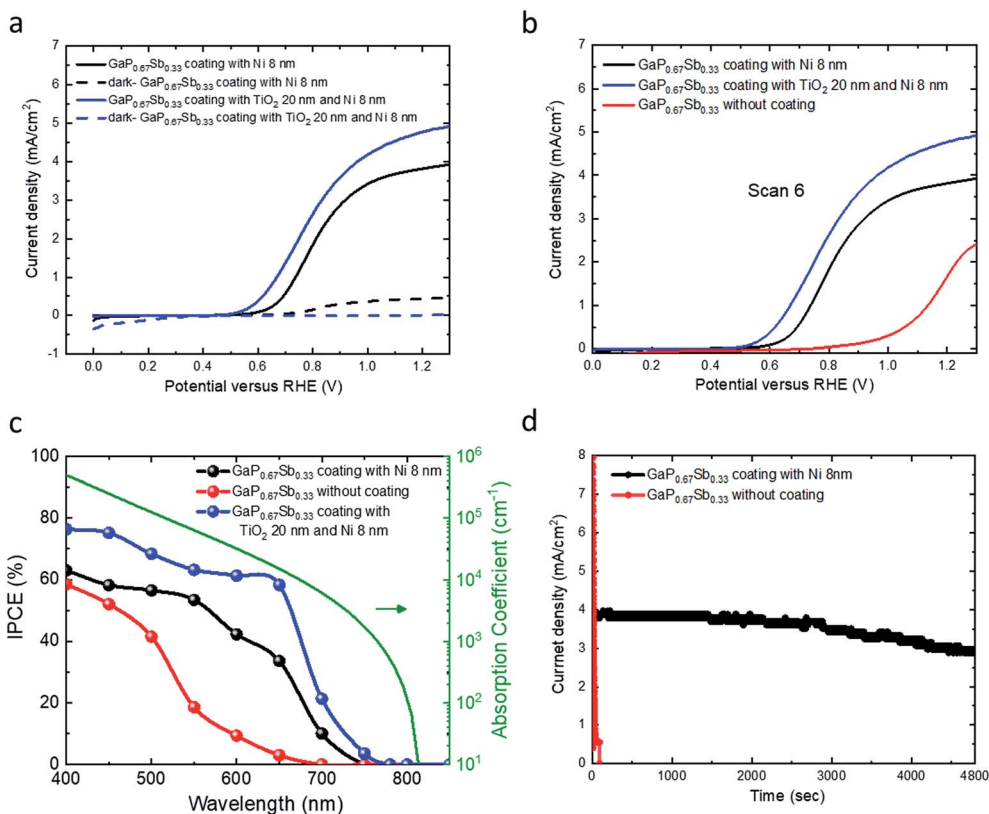 a
7
6
5
4
3
2
1
0
-1
Current density (mA/cm²)
GaP₀.₆₇Sb₀.₃₃ coating with Ni 8 nm
dark- GaP₀.₆₇Sb₀.₃₃ coating with Ni 8 nm
GaP₀.₆₇Sb₀.₃₃ coating with TiO₂ 20 nm and Ni 8 nm
dark- GaP₀.₆₇Sb₀.₃₃ coating with TiO₂ 20 nm and Ni 8 nm
0.0 0.2 0.4 0.6 0.8 1.0 1.2
Potential versus RHE (V)
b
7
6
5
4
3
2
1
0
Current density (mA/cm²)
GaP₀.₆₇Sb₀.₃₃ coating with Ni 8 nm
GaP₀.₆₇Sb₀.₃₃ coating with TiO₂ 20 nm and Ni 8 nm
GaP₀.₆₇Sb₀.₃₃ without coating
Scan 6
0.0 0.2 0.4 0.6 0.8 1.0 1.2
Potential versus RHE (V)
c
100
80
60
40
20
0
IPCE (%)
GaP₀.₆₇Sb₀.₃₃ coating with Ni 8 nm
GaP₀.₆₇Sb₀.₃₃ without coating
GaP₀.₆₇Sb₀.₃₃ coating with
TiO₂ 20 nm and Ni 8 nm
10⁶
10⁵
10⁴
10³
10²
10¹
Absorption Coefficient (cm⁻¹)
400 500 600 700 800
Wavelength (nm)
d
8
7
6
5
4
3
2
1
0
Currnet density (mA/cm²)
GaP₀.₆₇Sb₀.₃₃ coating with Ni 8nm
GaP₀.₆₇Sb₀.₃₃ without coating
0 1000 2000 3000 4000 4800
Time (sec)